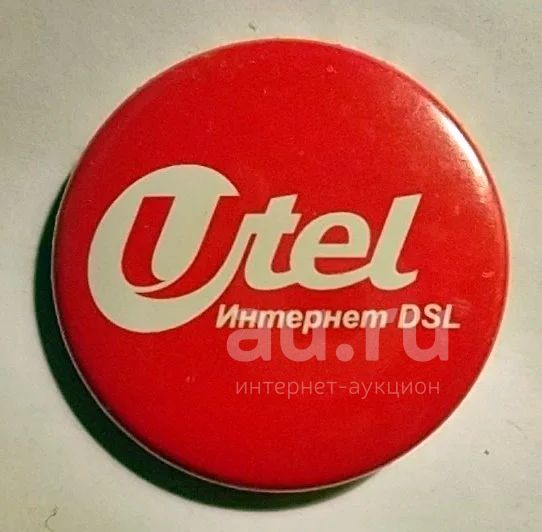 Utel
Интернет DSL
au.ru
интернет-аукцион